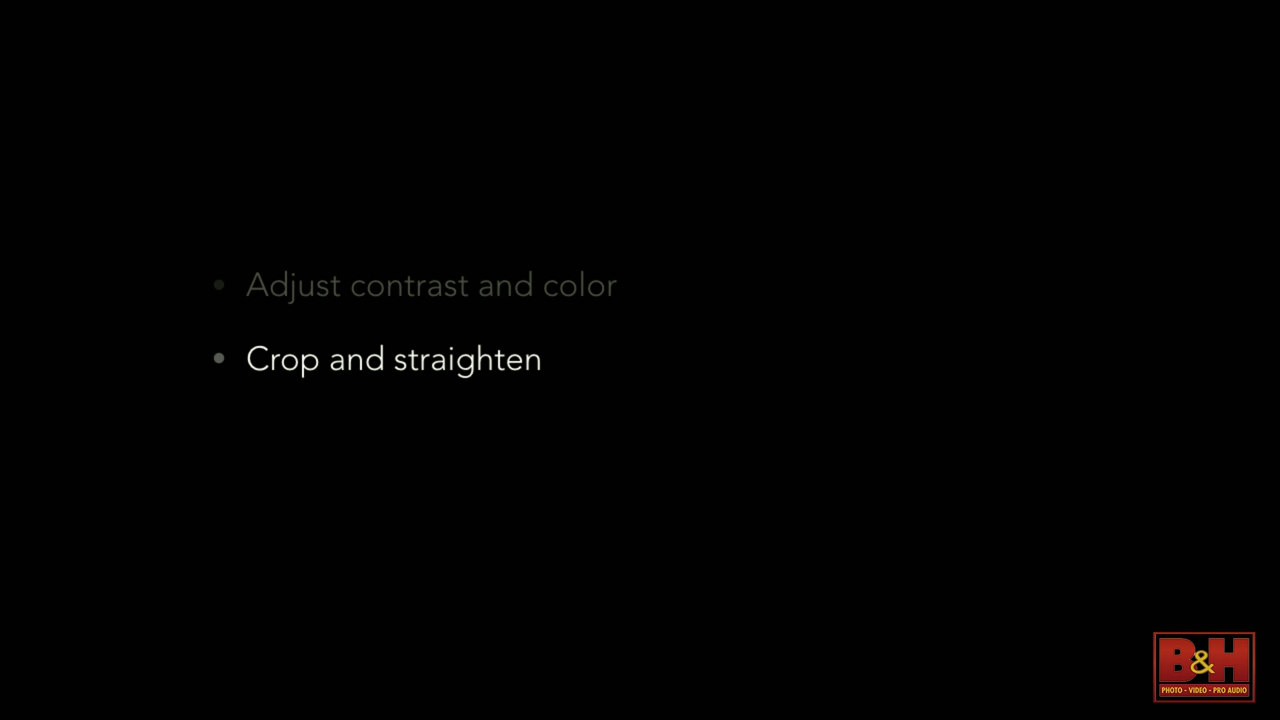 • Adjust contrast and color
• Crop and straighten
B&H
PHOTO - VIDEO - PRO AUDIO